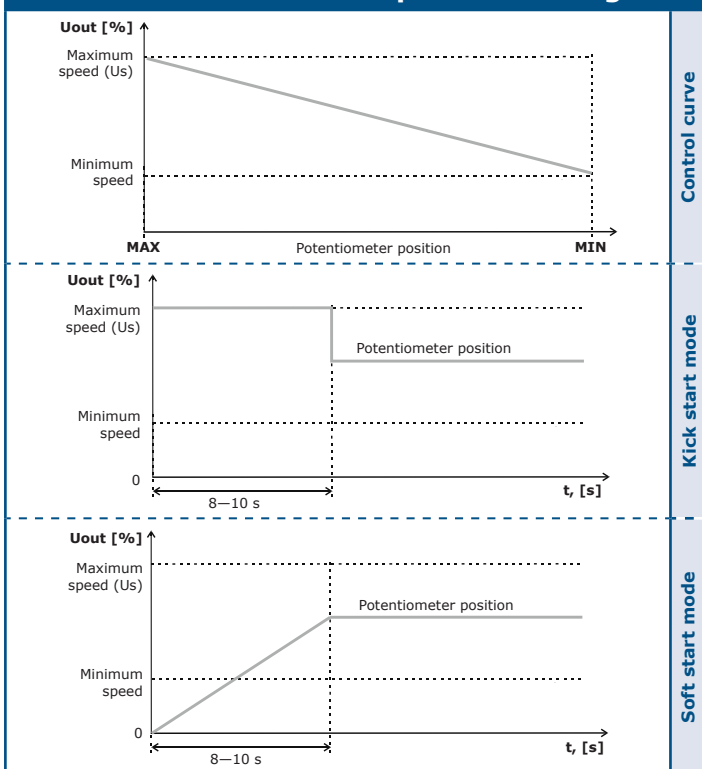 Uout [%]
Maximum
speed (Us)
Minimum
speed
MAX
Potentiometer position
MIN
Control curve
Uout [%]
Maximum
speed (Us)
Potentiometer position
Minimum
speed
0
t, [s]
8—10 s
Kick start mode
Uout [%]
Maximum
speed (Us)
Potentiometer position
Minimum
speed
0
t, [s]
8—10 s
Soft start mode